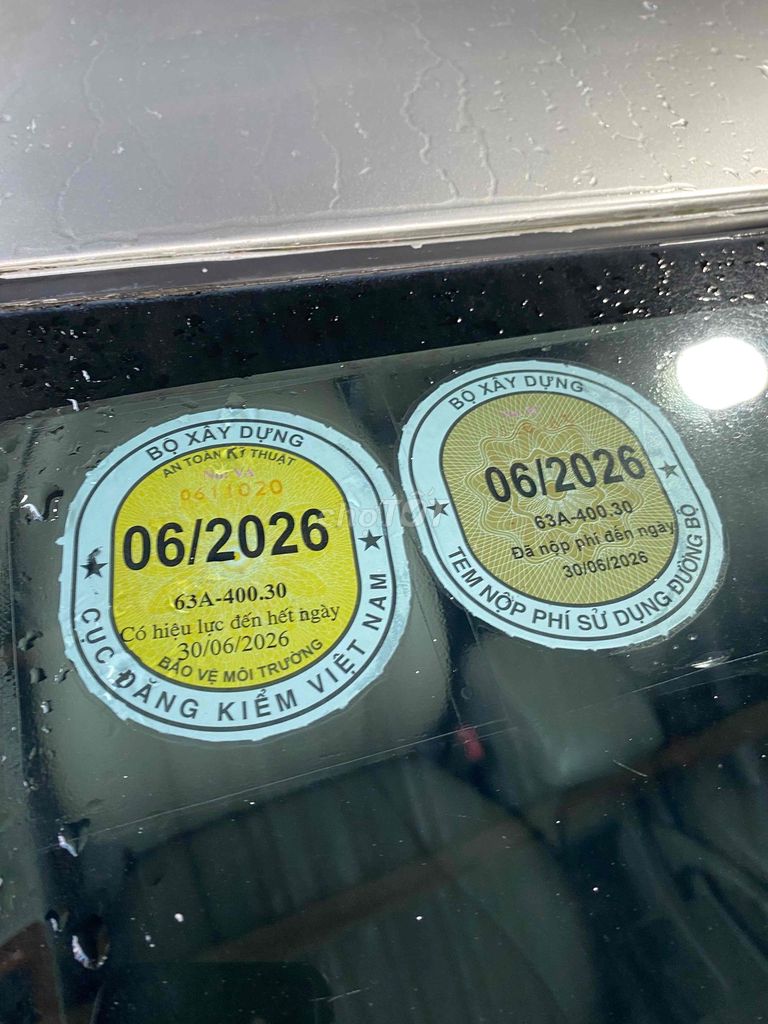 BỘ XÂY DỰNG
AN TOÀN KỸ THUẬT
0611020
06/2026
63A-400.30
Có hiệu lực đến hết ngày
30/06/2026
BẢO VỆ MÔI TRƯỜNG
CỤC ĐĂNG KIỂM VIỆT NAM
BỘ XÂY DỰNG
06/2026
63A-400.30
Đã nộp phí đến ngày
30/06/2026
TEM NỘP PHÍ SỬ DỤNG ĐƯỜNG BỘ
choTỐT